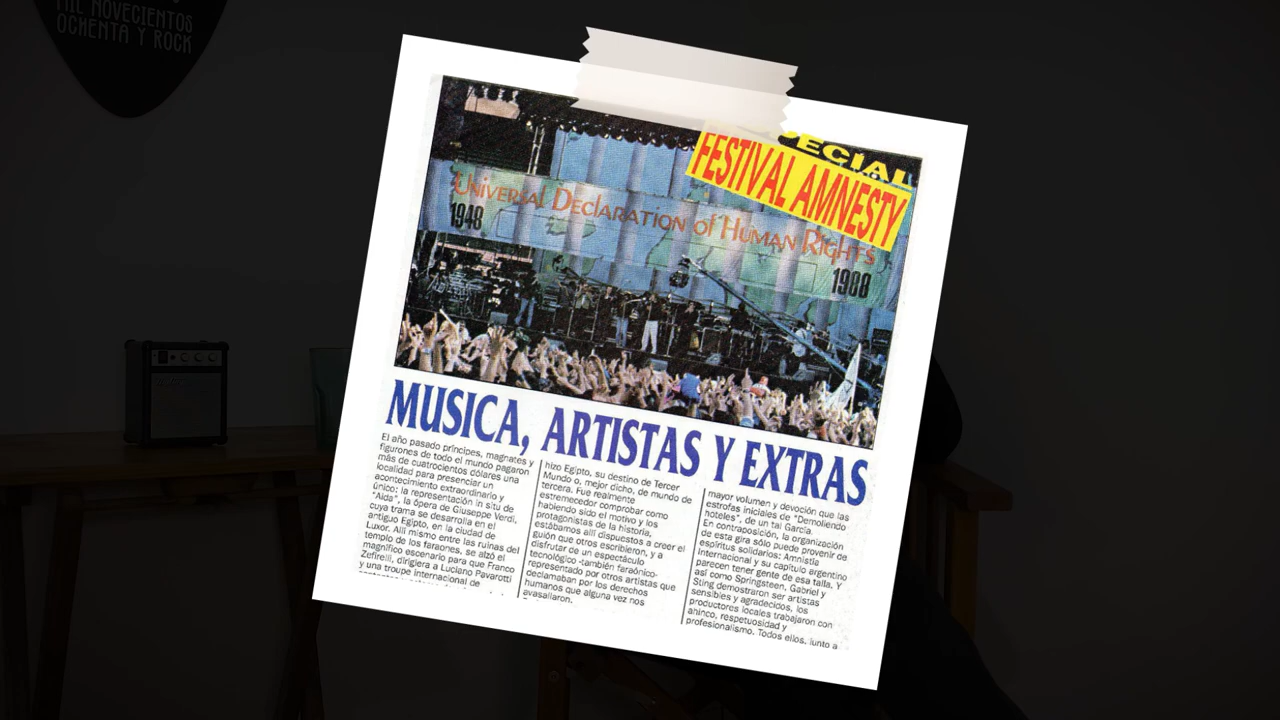 MIL NOVECIENTOS
OCHENTA Y ROCK
FESTIVAL AMNESTY
UNIVERSAL DECLARATION of HUMAN RIGHTS
1948
1988
MUSICA, ARTISTAS Y EXTRAS
El año pasado príncipes, magnates y
figurones de todo el mundo pagaron
más de cuatrocientos dólares una
localidad para presenciar un
acontecimiento extraordinario y
único: la representación in situ de
"Aida", la ópera de Giuseppe Verdi,
cuya trama se desarrolla en el
antiguo Egipto, en la ciudad de
Luxor. Allí mismo entre las ruinas del
templo de los faraones, se alzó el
magnífico escenario para que Franco
Zefirelli, dirigiera a Luciano Pavarotti
y una troupe internacional de
hizo Egipto, su destino de Tercer
Mundo o, mejor dicho, de mundo de
tercera. Fue realmente
estremecedor comprobar como
habiendo sido el motivo y los
protagonistas de la historia,
estábamos allí dispuestos a creer el
guión que otros escribieron, y a
disfrutar de un espectáculo
tecnológico -también faraónico-
representado por otros artistas que
declamaban por los derechos
humanos que alguna vez nos
avasallaron.
mayor volumen y devoción que las
estrofas iniciales de "Demoliendo
hoteles", de un tal García.
En contraposición, la organización
de esta gira sólo puede provenir de
espíritus solidarios: Amnistía
Internacional y su capítulo argentino
parecen tener gente de esa talla. Y
así como Springsteen, Gabriel y
Sting demostraron ser artistas
sensibles y agradecidos, los
productores locales trabajaron con
ahinco, respetuosidad y
profesionalismo. Todos ellos, junto a